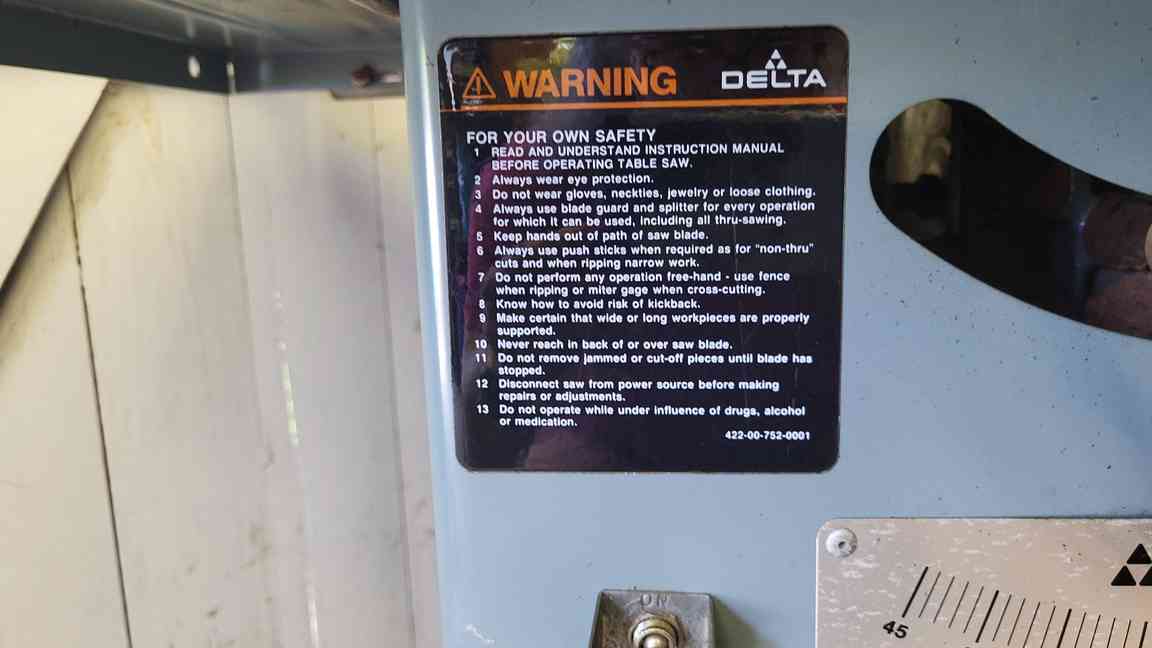 WARNING
DELTA
FOR YOUR OWN SAFETY
1 READ AND UNDERSTAND INSTRUCTION MANUAL
BEFORE OPERATING TABLE SAW.
2 Always wear eye protection.
3 Do not wear gloves, neckties, jewelry or loose clothing.
4 Always use blade guard and splitter for every operation
for which it can be used, including all thru-sawing.
5 Keep hands out of path of saw blade.
6 Always use push sticks when required as for "non-thru"
cuts and when ripping narrow work.
7 Do not perform any operation free-hand - use fence
when ripping or miter gage when cross-cutting.
8 Know how to avoid risk of kickback.
9 Make certain that wide or long workpieces are properly
supported.
10 Never reach in back of or over saw blade.
11 Do not remove jammed or cut-off pieces until blade has
stopped.
12 Disconnect saw from power source before making
repairs or adjustments.
13 Do not operate while under influence of drugs, alcohol
or medication.
422-00-752-0001
ON
45